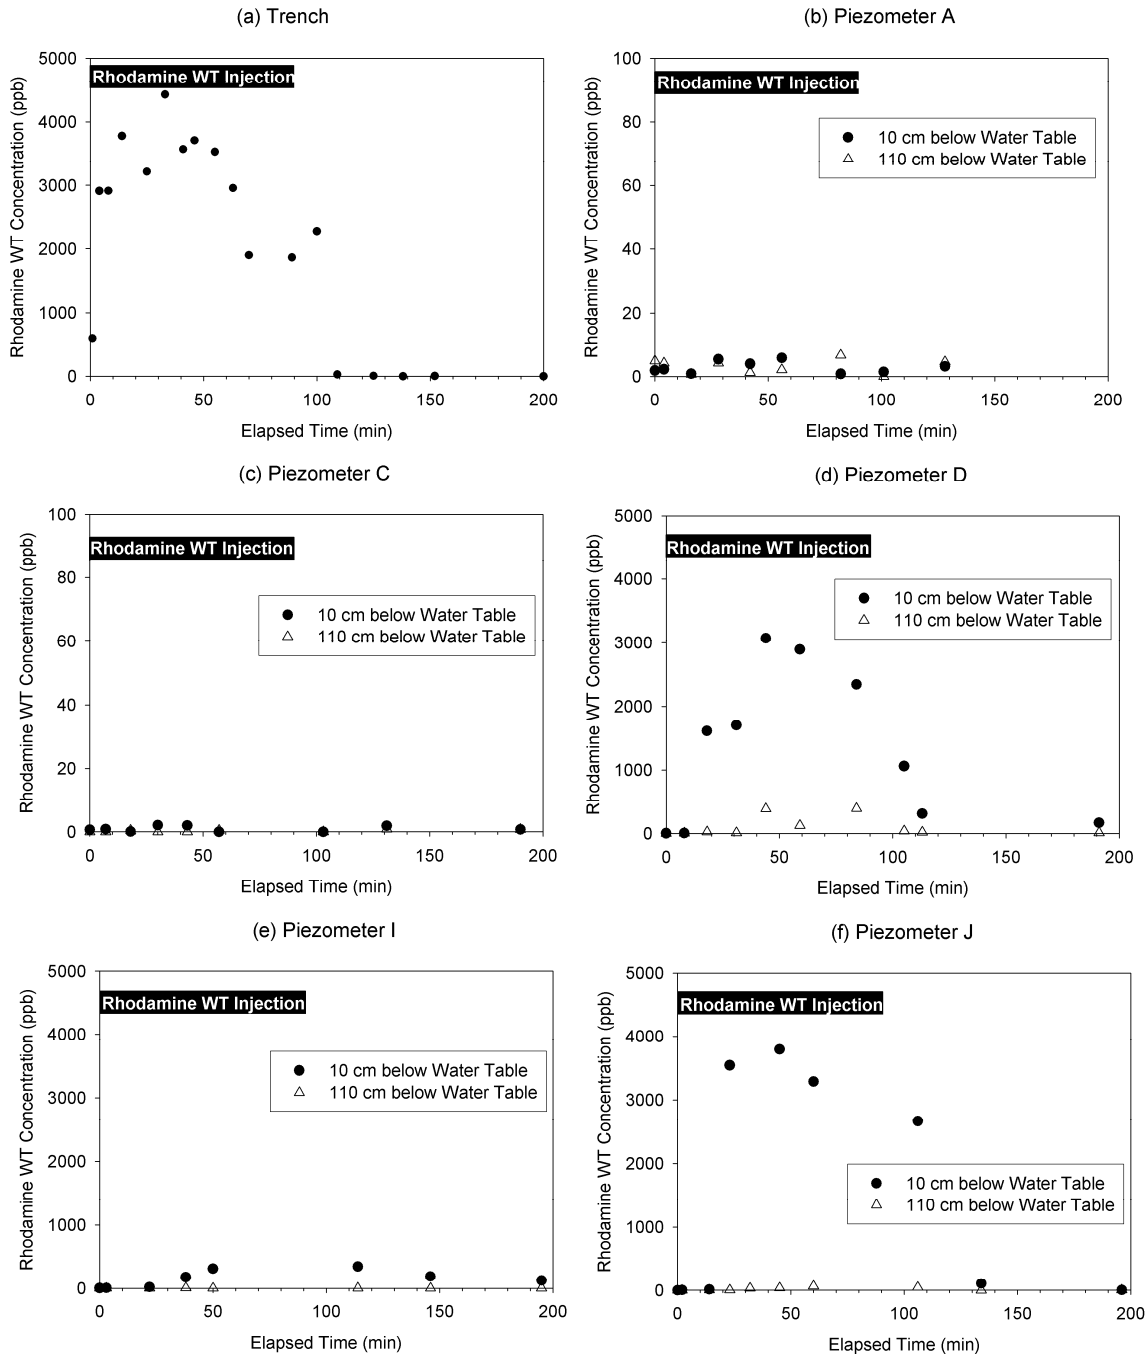 (a) Trench
Rhodamine WT Concentration (ppb)
5000
4000
3000
2000
1000
0
Rhodamine WT Injection
0 50 100 150 200
Elapsed Time (min)
(b) Piezometer A
Rhodamine WT Concentration (ppb)
100
80
60
40
20
0
Rhodamine WT Injection
10 cm below Water Table
110 cm below Water Table
0 50 100 150 200
Elapsed Time (min)
(c) Piezometer C
Rhodamine WT Concentration (ppb)
100
80
60
40
20
0
Rhodamine WT Injection
10 cm below Water Table
110 cm below Water Table
0 50 100 150 200
Elapsed Time (min)
(d) Piezometer D
Rhodamine WT Concentration (ppb)
5000
4000
3000
2000
1000
0
Rhodamine WT Injection
10 cm below Water Table
110 cm below Water Table
0 50 100 150 200
Elapsed Time (min)
(e) Piezometer I
Rhodamine WT Concentration (ppb)
5000
4000
3000
2000
1000
0
Rhodamine WT Injection
10 cm below Water Table
110 cm below Water Table
0 50 100 150 200
Elapsed Time (min)
(f) Piezometer J
Rhodamine WT Concentration (ppb)
5000
4000
3000
2000
1000
0
Rhodamine WT Injection
10 cm below Water Table
110 cm below Water Table
0 50 100 150 200
Elapsed Time (min)